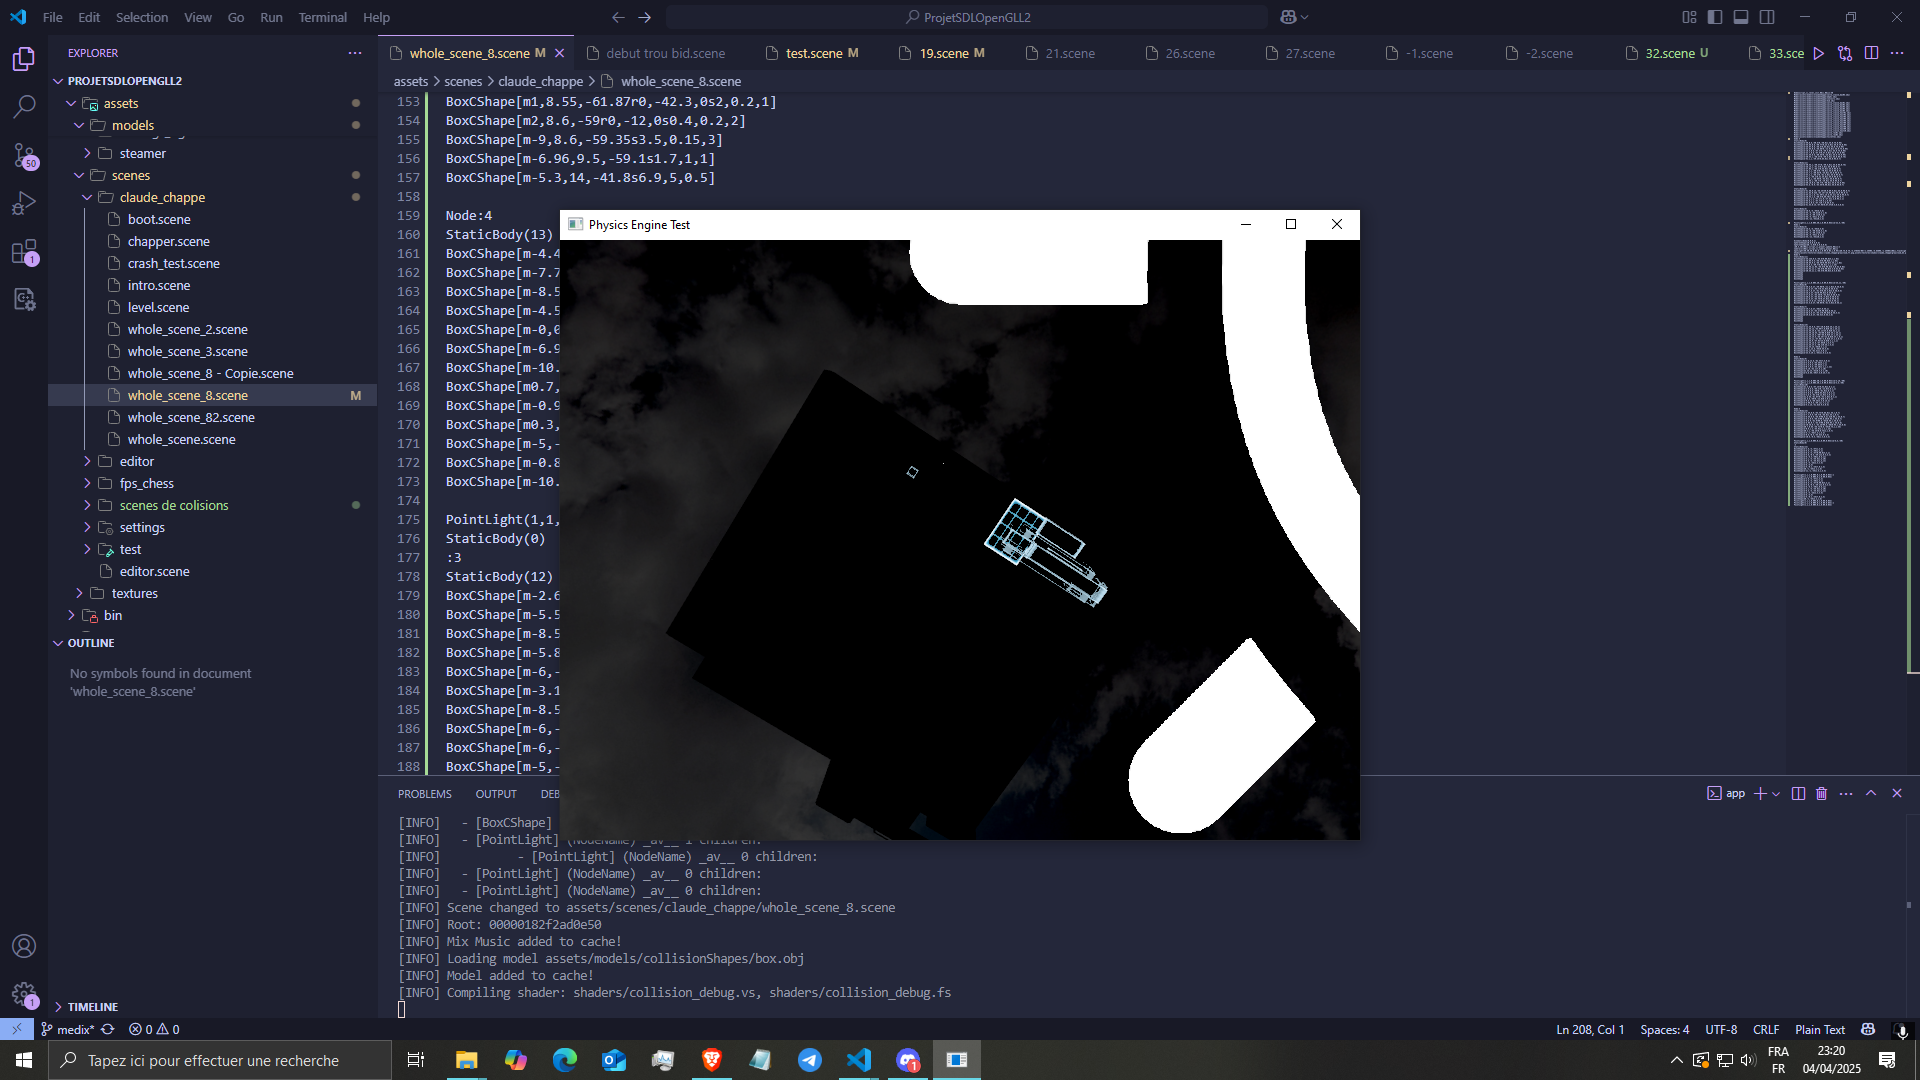 File Edit Selection View Go Run Terminal Help
ProjetSDLOpenGLL2
EXPLORER
PROJETSDLOPENGLL2
assets
models
steamer
scenes
claude_chappe
boot.scene
chapper.scene
crash_test.scene
intro.scene
level.scene
whole_scene_2.scene
whole_scene_3.scene
whole_scene_8 - Copie.scene
whole_scene_8.scene M
whole_scene_82.scene
whole_scene.scene
editor
fps_chess
scenes de colisions
settings
test
editor.scene
textures
bin
OUTLINE
No symbols found in document
'whole_scene_8.scene'
TIMELINE
50
1
1
whole_scene_8.scene M debut trou bid.scene test.scene M 19.scene M 21.scene 26.scene 27.scene -1.scene -2.scene 32.scene U 33.sce
assets > scenes > claude_chappe > whole_scene_8.scene
153 BoxCShape[m1,8.55,-61.87r0,-42.3,0s2,0.2,1]
154 BoxCShape[m2,8.6,-59r0,-12,0s0.4,0.2,2]
155 BoxCShape[m-9,8.6,-59.35s3.5,0.15,3]
156 BoxCShape[m-6.96,9.5,-59.1s1.7,1,1]
157 BoxCShape[m-5.3,14,-41.8s6.9,5,0.5]
158
159 Node:4
160 StaticBody(13)
161 BoxCShape[m-4.4
162 BoxCShape[m-7.7
163 BoxCShape[m-8.5
164 BoxCShape[m-4.5
165 BoxCShape[m-0,0
166 BoxCShape[m-6.9
167 BoxCShape[m-10.
168 BoxCShape[m0.7,
169 BoxCShape[m-0.9
170 BoxCShape[m0.3,
171 BoxCShape[m-5,-
172 BoxCShape[m-0.8
173 BoxCShape[m-10.
174
175 PointLight(1,1,
176 StaticBody(0)
177 :3
178 StaticBody(12)
179 BoxCShape[m-2.6
180 BoxCShape[m-5.5
181 BoxCShape[m-8.5
182 BoxCShape[m-5.8
183 BoxCShape[m-6,-
184 BoxCShape[m-3.1
185 BoxCShape[m-8.5
186 BoxCShape[m-6,-
187 BoxCShape[m-6,-
188 BoxCShape[m-5,-
Physics Engine Test
PROBLEMS OUTPUT DEB
app
[INFO] - [BoxCShape]
[INFO] - [PointLight] (NodeName) _av__ 1 children:
[INFO] - [PointLight] (NodeName) _av__ 0 children:
[INFO] - [PointLight] (NodeName) _av__ 0 children:
[INFO] - [PointLight] (NodeName) _av__ 0 children:
[INFO] Scene changed to assets/scenes/claude_chappe/whole_scene_8.scene
[INFO] Root: 00000182f2ad0e50
[INFO] Mix Music added to cache!
[INFO] Loading model assets/models/collisionShapes/box.obj
[INFO] Model added to cache!
[INFO] Compiling shader: shaders/collision_debug.vs, shaders/collision_debug.fs
medix* 0 0
Ln 208, Col 1 Spaces: 4 UTF-8 CRLF Plain Text
Tapez ici pour effectuer une recherche
1
FRA
FR
23:20
04/04/2025